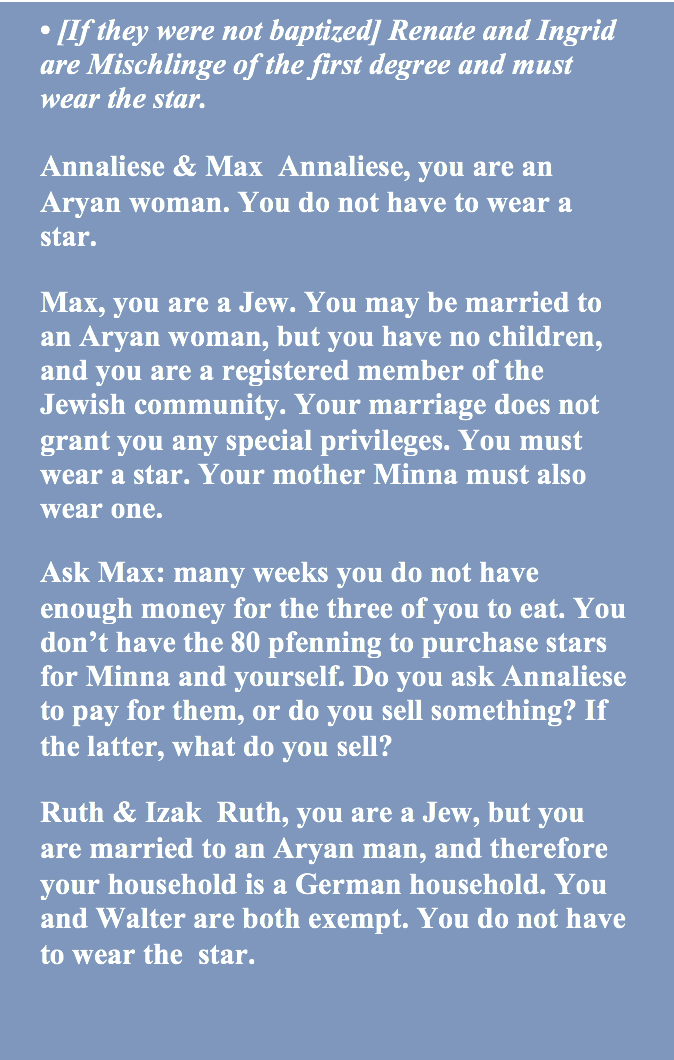 • [If they were not baptized] Renate and Ingrid
are Mischlinge of the first degree and must
wear the star.
Annaliese & Max  Annaliese, you are an
Aryan woman. You do not have to wear a
star.
Max, you are a Jew. You may be married to
an Aryan woman, but you have no children,
and you are a registered member of the
Jewish community. Your marriage does not
grant you any special privileges. You must
wear a star. Your mother Minna must also
wear one.
Ask Max: many weeks you do not have
enough money for the three of you to eat. You
don’t have the 80 pfenning to purchase stars
for Minna and yourself. Do you ask Annaliese
to pay for them, or do you sell something? If
the latter, what do you sell?
Ruth & Izak  Ruth, you are a Jew, but you
are married to an Aryan man, and therefore
your household is a German household. You
and Walter are both exempt. You do not have
to wear the  star.